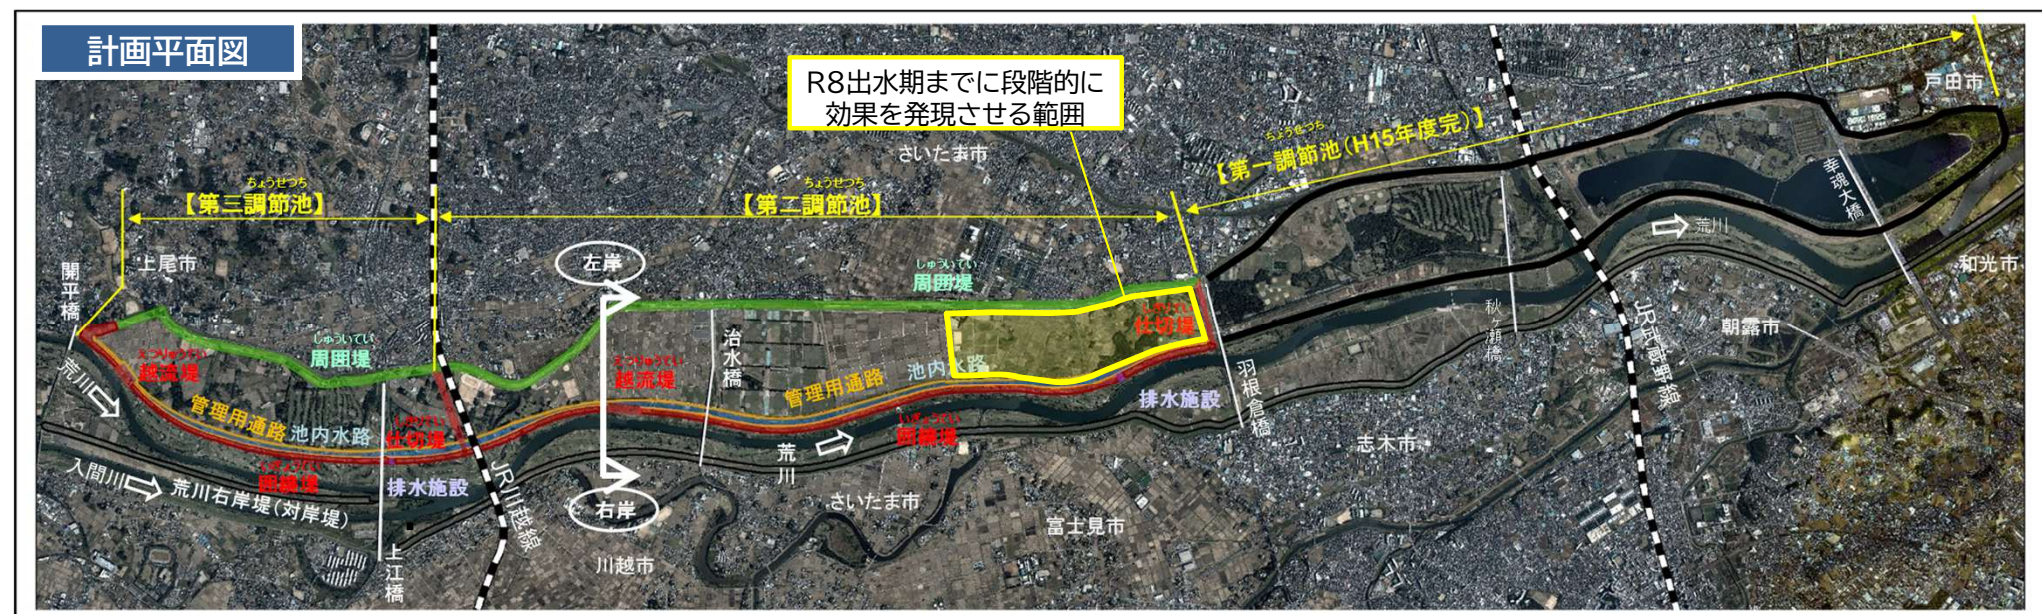 計画平面図
R8出水期までに段階的に
効果を発現させる範囲
戸田市
さいたま市
ちょうせつち
【第一調節池(H15年度完)】
ちょうせつち
【第三調節池】
ちょうせつち
【第二調節池】
幸魂大橋
荒川
和光市
上尾市
開平橋
左岸
しゅういてい
周囲堤
しきりてい
仕切堤
秋ヶ瀬橋
JR武蔵野線
朝霞市
しゅういてい
周囲堤
えつりゅうてい
越流堤
えつりゅうてい
越流堤
治水橋
池内水路
管理用通路
羽根倉橋
荒川
管理用通路
池内水路
しきりてい
仕切堤
排水施設
いぎょうてい
囲繞堤
志木市
荒川
入間川
いぎょうてい
囲繞堤
荒川右岸堤(対岸堤)
排水施設
JR川越線
右岸
さいたま市
富士見市
上江橋
川越市